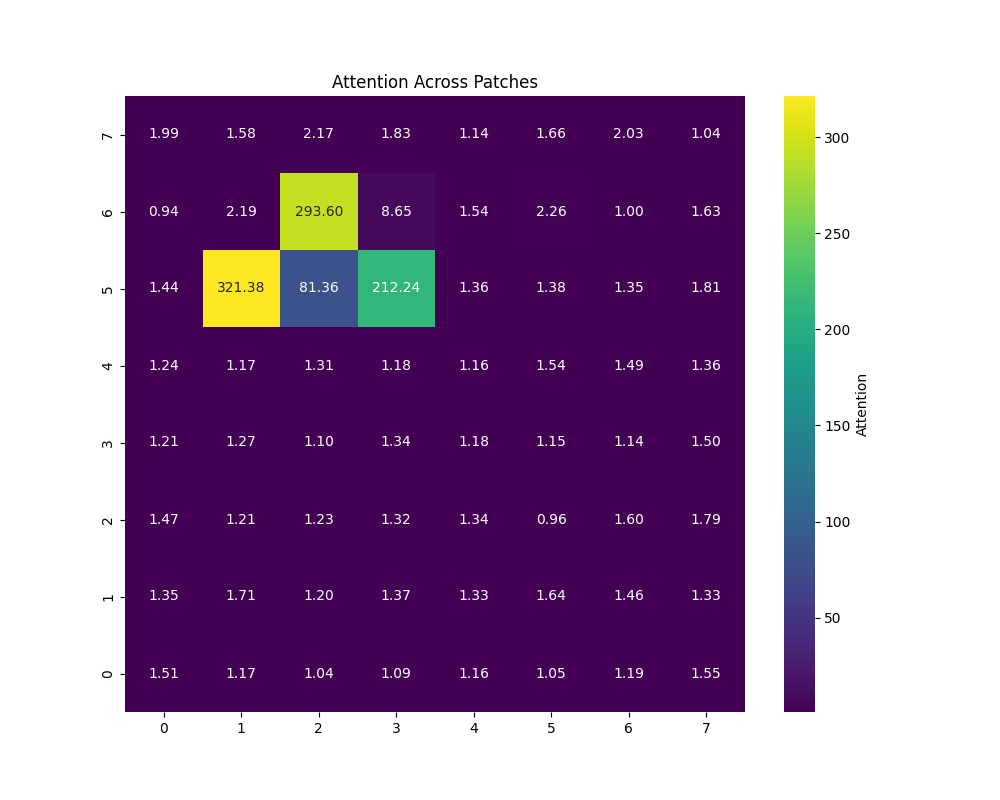 Attention Across Patches
7 1.99 1.58 2.17 1.83 1.14 1.66 2.03 1.04
6 0.94 2.19 293.60 8.65 1.54 2.26 1.00 1.63
5 1.44 321.38 81.36 212.24 1.36 1.38 1.35 1.81
4 1.24 1.17 1.31 1.18 1.16 1.54 1.49 1.36
3 1.21 1.27 1.10 1.34 1.18 1.15 1.14 1.50
2 1.47 1.21 1.23 1.32 1.34 0.96 1.60 1.79
1 1.35 1.71 1.20 1.37 1.33 1.64 1.46 1.33
0 1.51 1.17 1.04 1.09 1.16 1.05 1.19 1.55
0 1 2 3 4 5 6 7
300
250
200
150
100
50
Attention